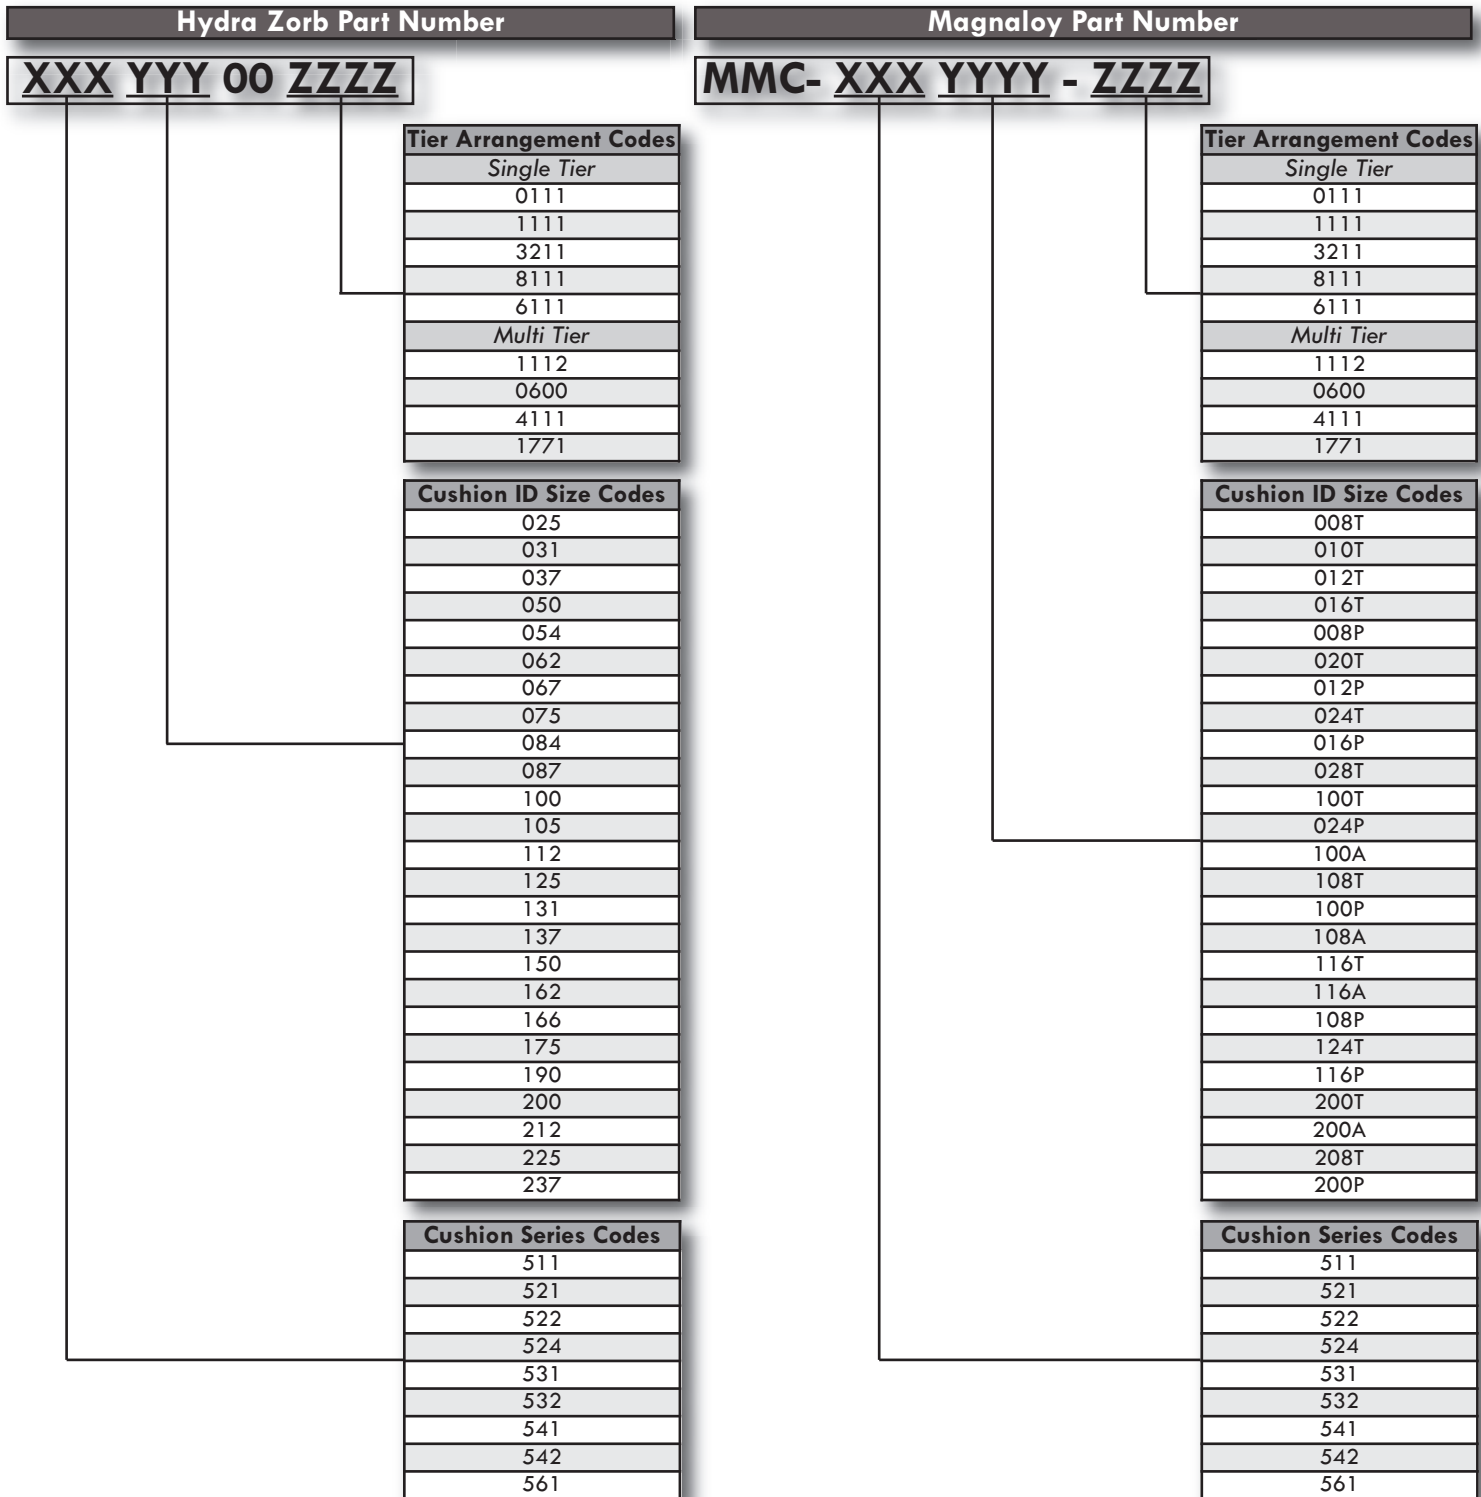 Hydra Zorb Part Number
XXX YYY 00 ZZZZ
Tier Arrangement Codes
Single Tier
0111
1111
3211
8111
6111
Multi Tier
1112
0600
4111
1771
Cushion ID Size Codes
025
031
037
050
054
062
067
075
084
087
100
105
112
125
131
137
150
162
166
175
190
200
212
225
237
Cushion Series Codes
511
521
522
524
531
532
541
542
561
Magnaloy Part Number
MMC- XXX YYYY - ZZZZ
Tier Arrangement Codes
Single Tier
0111
1111
3211
8111
6111
Multi Tier
1112
0600
4111
1771
Cushion ID Size Codes
008T
010T
012T
016T
008P
020T
012P
024T
016P
028T
100T
024P
100A
108T
100P
108A
116T
116A
108P
124T
116P
200T
200A
208T
200P
Cushion Series Codes
511
521
522
524
531
532
541
542
561